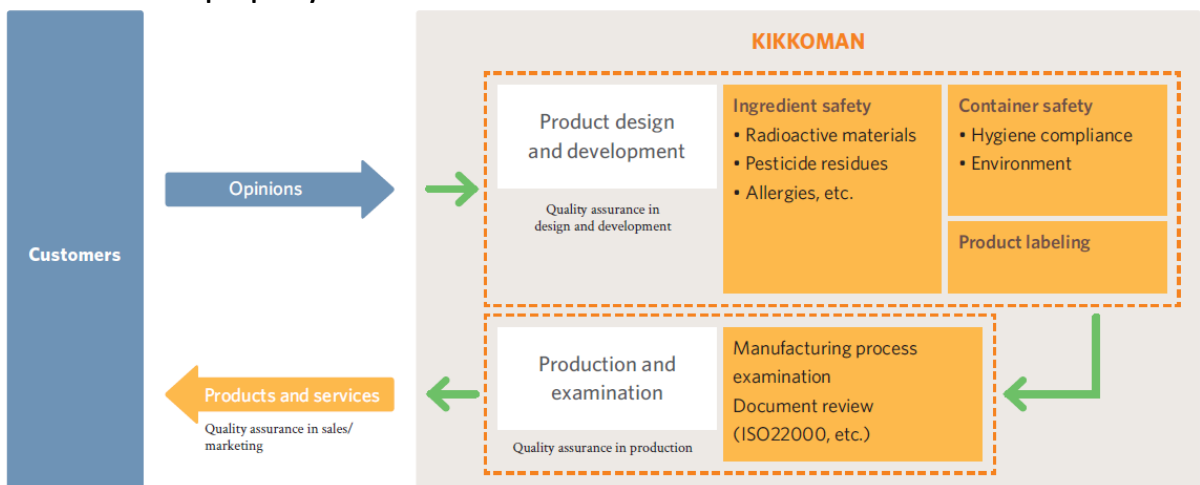 KIKKOMAN
Customers
Opinions
Product design
and development
Quality assurance in
design and development
Ingredient safety
• Radioactive materials
• Pesticide residues
• Allergies, etc.
Container safety
• Hygiene compliance
• Environment
Product labeling
Production and
examination
Quality assurance in production
Manufacturing process
examination
Document review
(ISO22000, etc.)
Products and services
Quality assurance in sales/
marketing